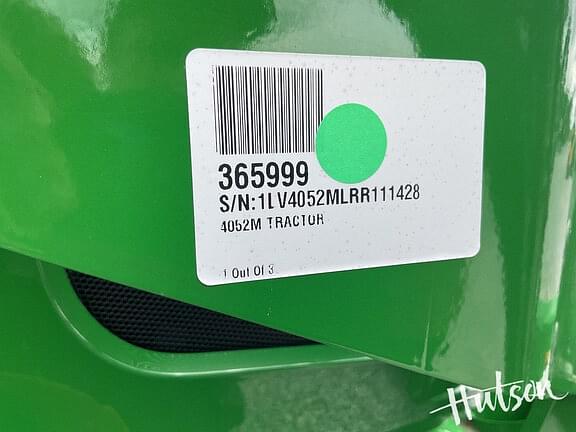 365999
S/N:1LV4052MLRR111428
4052M TRACTOR
1 Out Of 3
Hutson